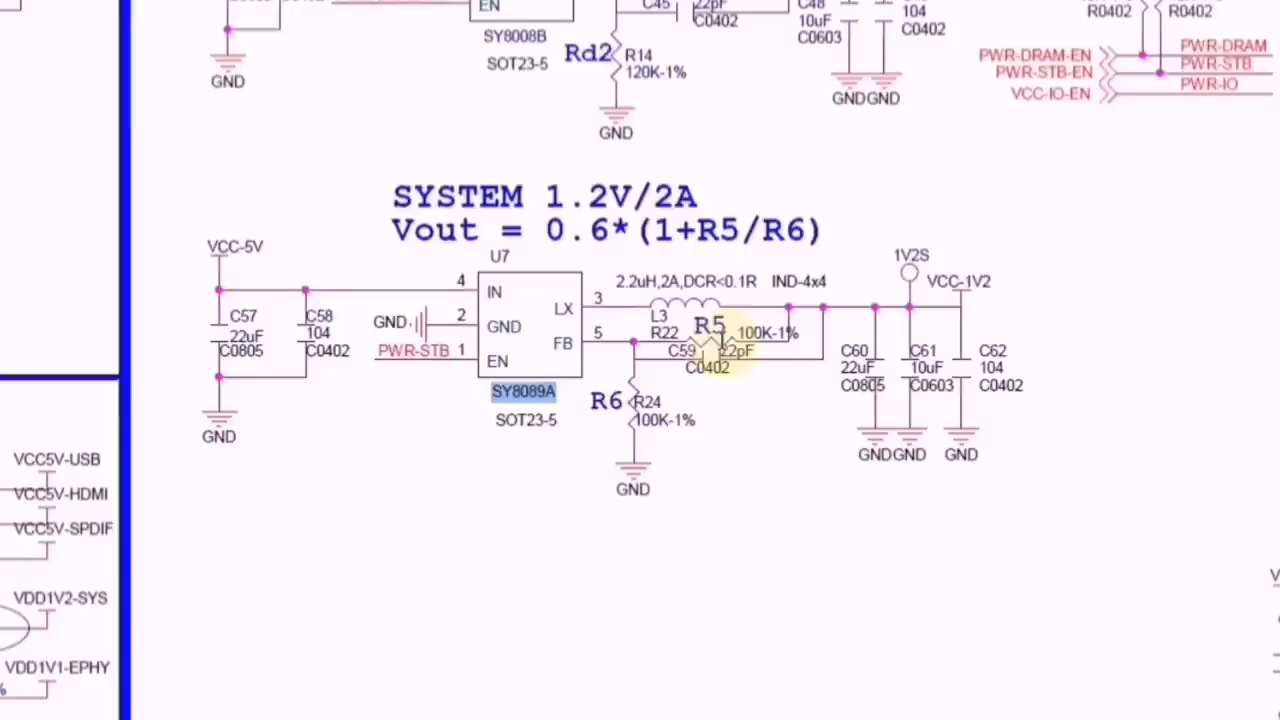 EN
C45
22pF
C0402
C48
10uF
C0603
104
C0402
R0402
R0402
SY8008B
SOT23-5
Rd2
R14
120K-1%
GND
GND
GND
GND
PWR-DRAM-EN
PWR-STB-EN
VCC-IO-EN
PWR-DRAM
PWR-STB
PWR-IO
SYSTEM 1.2V/2A
Vout = 0.6*(1+R5/R6)
VCC-5V
U7
4
IN
2
GND
GND
PWR-STB
1
EN
LX
3
FB
5
SY8089A
SOT23-5
C57
22uF
C0805
C58
104
C0402
GND
2.2uH,2A,DCR<0.1R
IND-4x4
L3
R22
R5
100K-1%
C59
22pF
C0402
R6
R24
100K-1%
GND
1V2S
VCC-1V2
C60
22uF
C0805
C61
10uF
C0603
C62
104
C0402
GND
GND
GND
VCC5V-USB
VCC5V-HDMI
VCC5V-SPDIF
VDD1V2-SYS
VDD1V1-EPHY
%
V